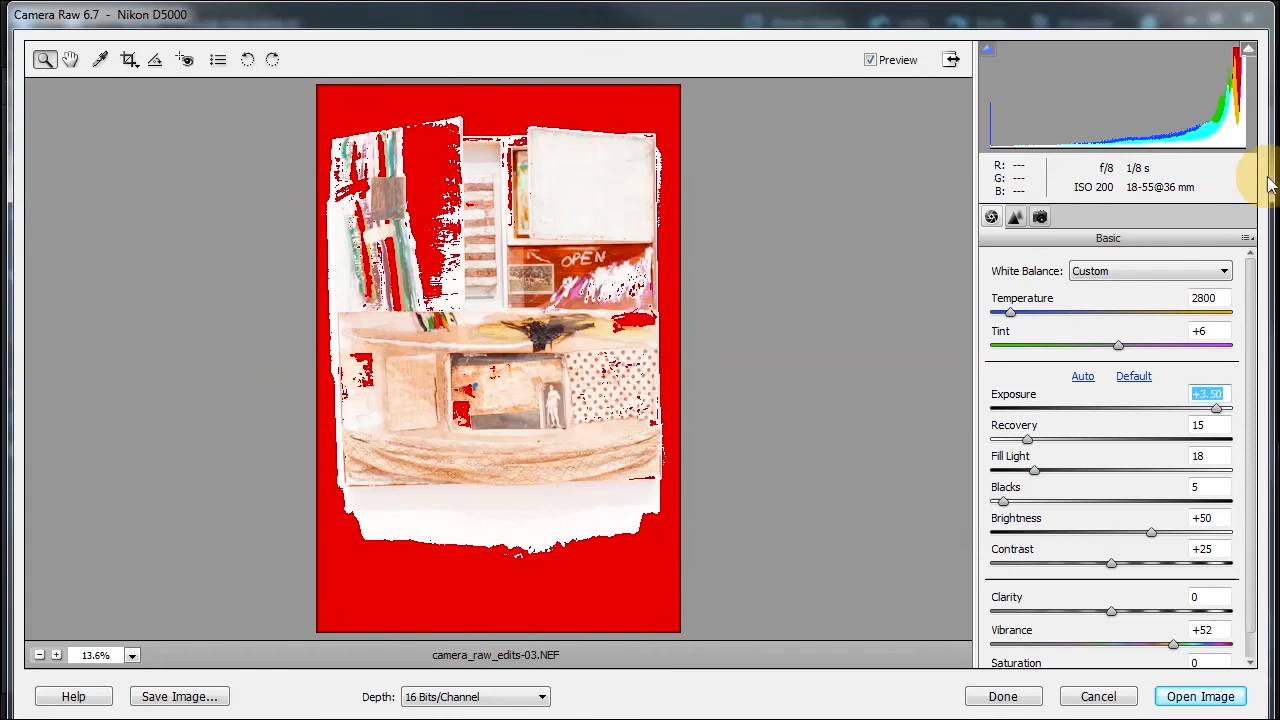 Camera Raw 6.7 - Nikon D5000
Preview
R: ---
G: ---
B: ---
f/8 1/8 s
ISO 200 18-55@36 mm
Basic
White Balance: Custom
Temperature 2800
Tint +6
Auto Default
Exposure +3.50
Recovery 15
Fill Light 18
Blacks 5
Brightness +50
Contrast +25
Clarity 0
Vibrance +52
Saturation 0
OPEN
13.6%
camera_raw_edits-03.NEF
Help
Save Image...
Depth: 16 Bits/Channel
Done
Cancel
Open Image